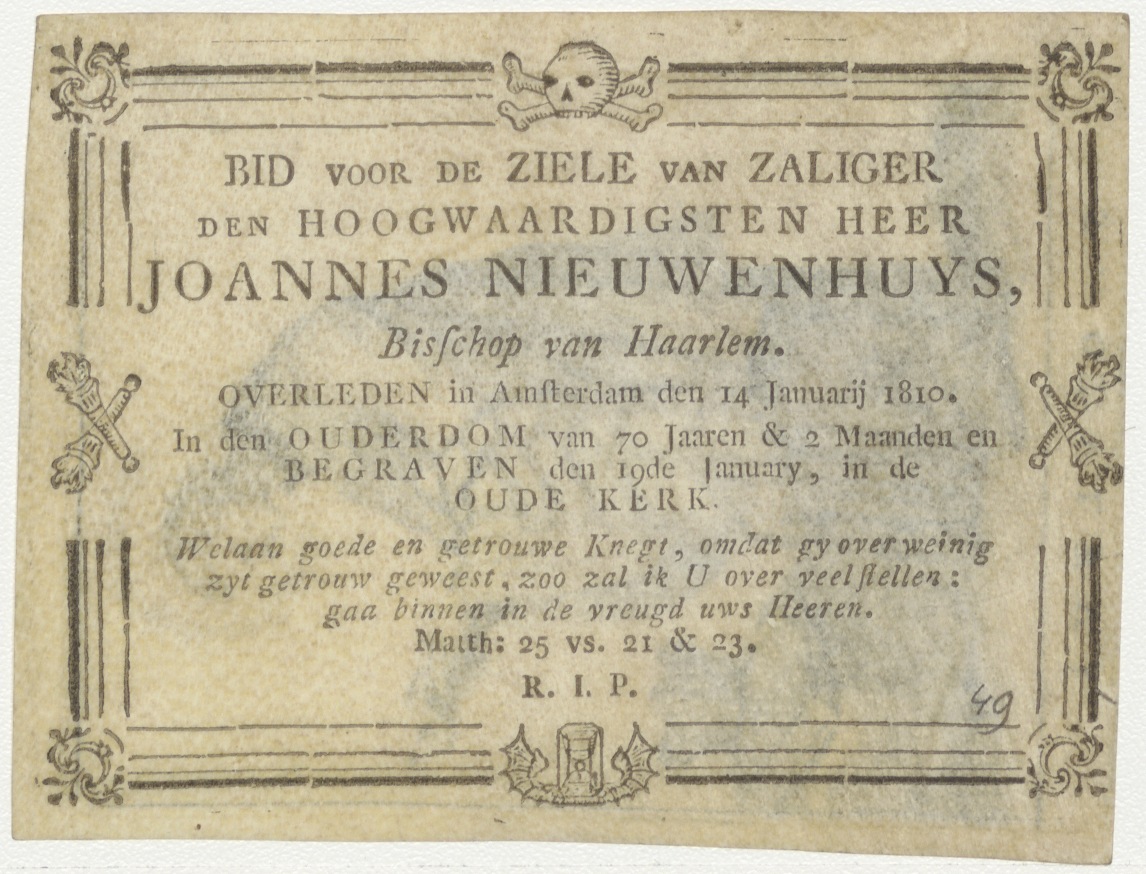 BID VOOR DE ZIELE VAN ZALIGER
DEN HOOGWAARDIGSTEN HEER
JOANNES NIEUWENHUYS,
Bisſchop van Haarlem.
OVERLEDEN in Amſterdam den 14 Januarij 1810.
In den OUDERDOM van 70 Jaaren & 2 Maanden en
BEGRAVEN den 19de January, in de
OUDE KERK.
Welaan goede en getrouwe Knegt, omdat gy over weinig
zyt getrouw geweest, zoo zal ik U over veel ſtellen:
gaa binnen in de vreugd uws Heeren.
Matth: 25 vs. 21 & 23.
R. I. P.
49